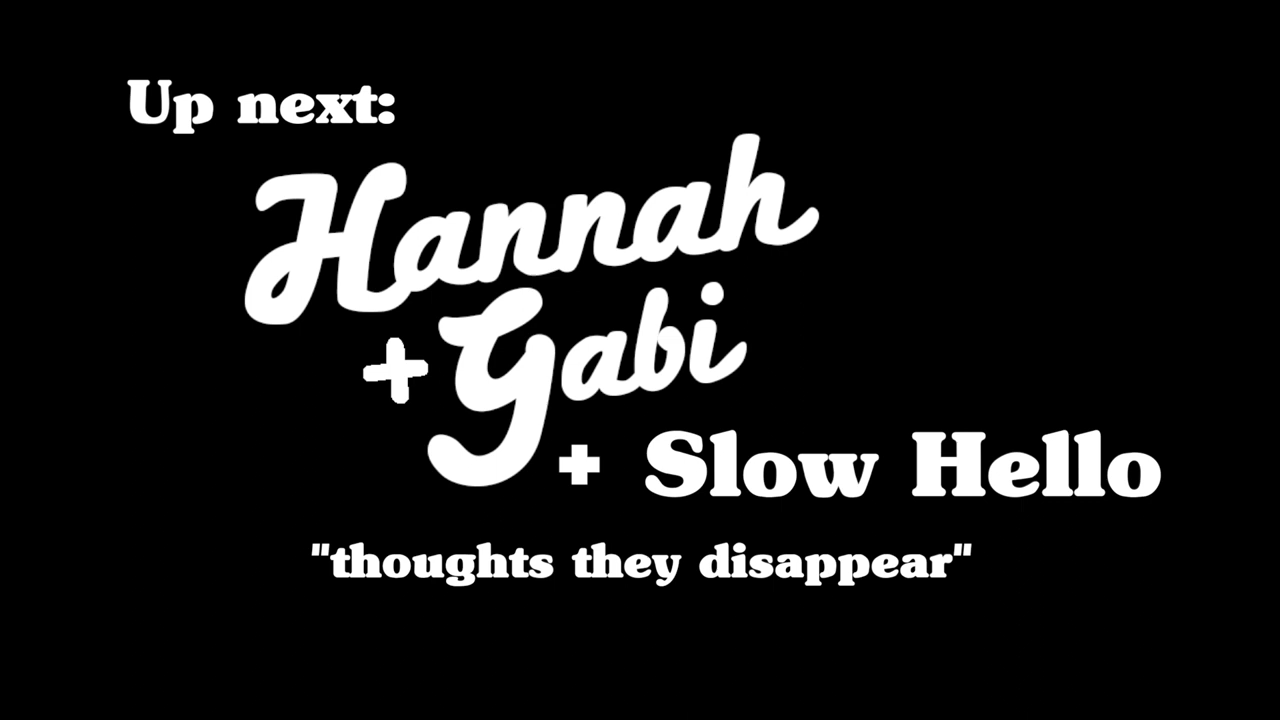 Up next:
Hannah
+ Gabi
+ Slow Hello
"thoughts they disappear"